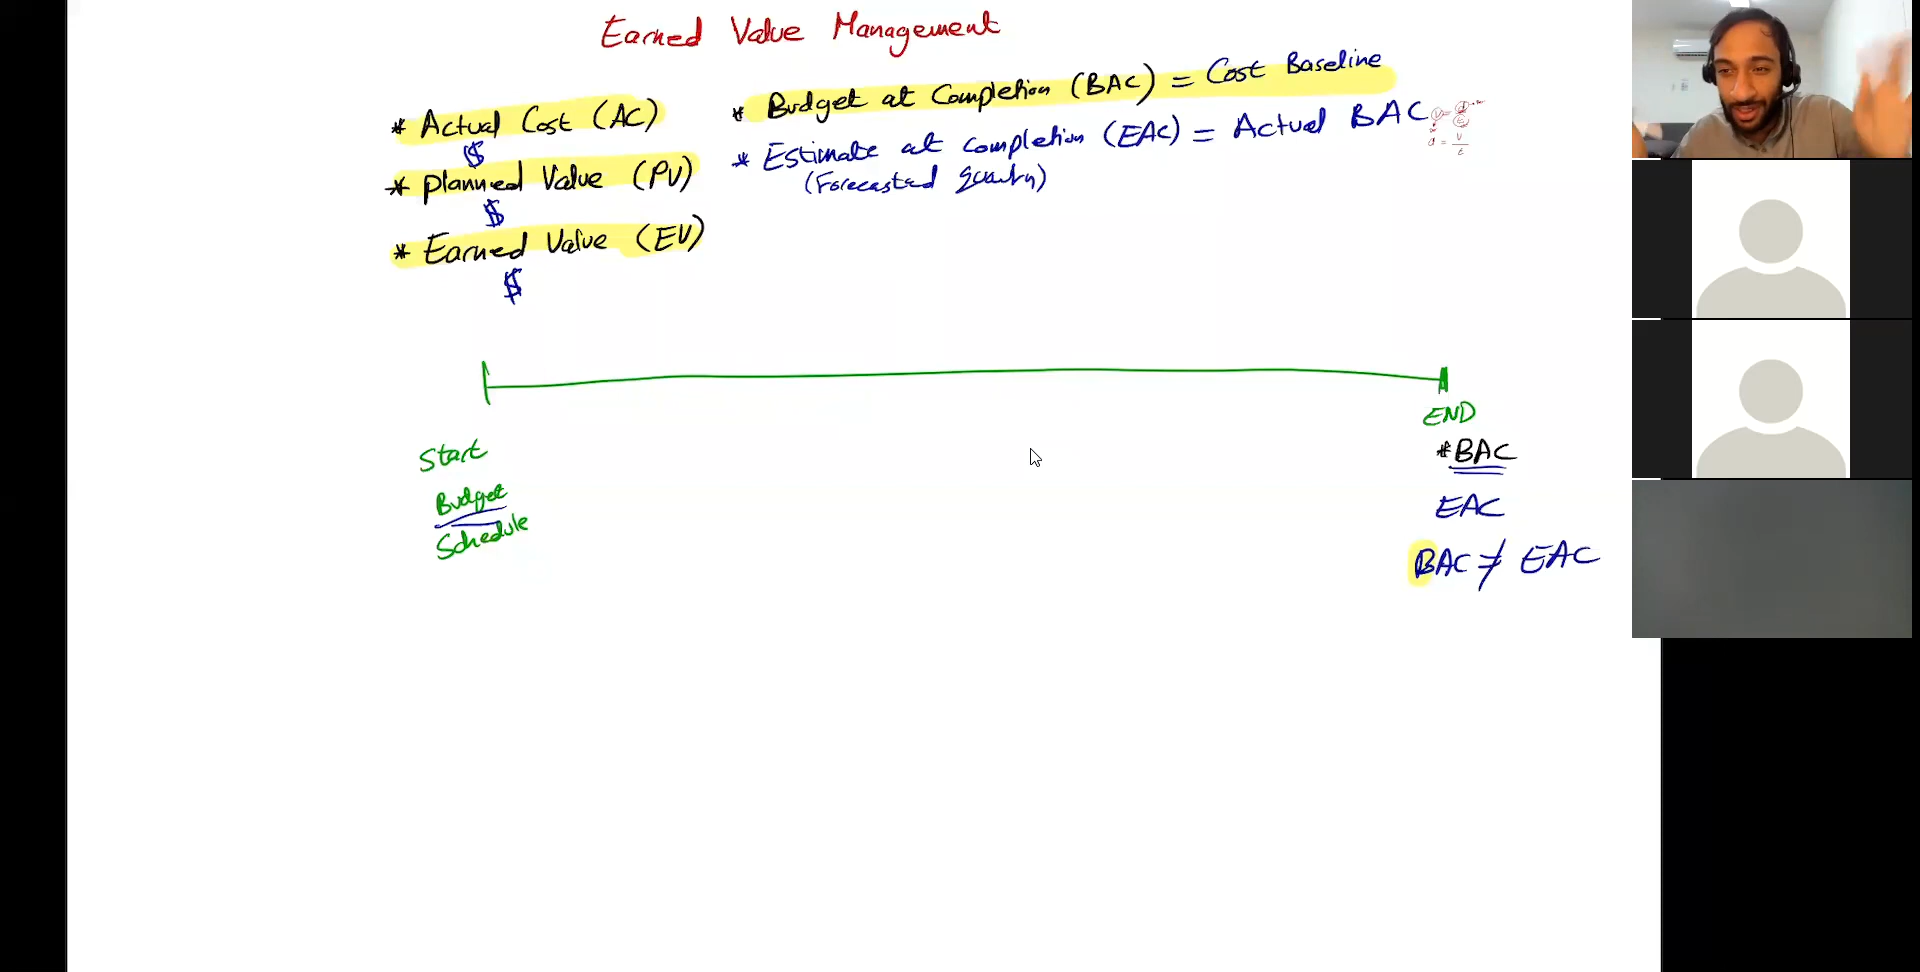 Earned Value Management
* Actual Cost (AC)
$
* Planned Value (PV)
$
* Earned Value (EV)
$
* Budget at Completion (BAC) = Cost Baseline
* Estimate at completion (EAC) = Actual BAC
(Forecasted
Start
Budget
Schedule
END
*BAC
EAC
BAC ≠ EAC